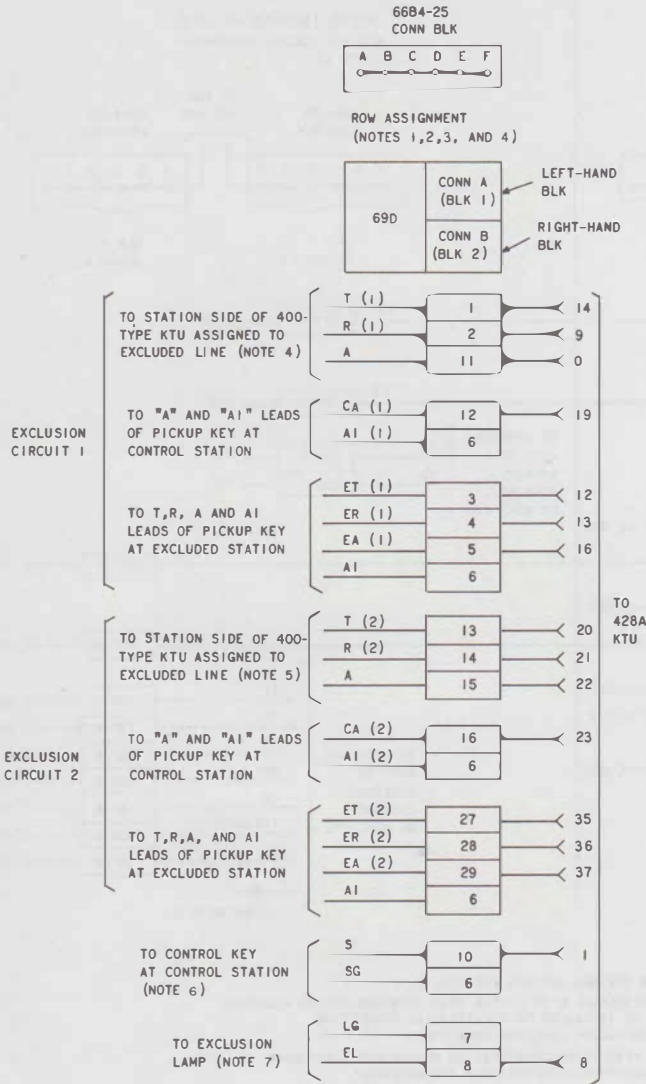 66B4-25
CONN BLK
A B C D E F
ROW ASSIGNMENT
(NOTES 1,2,3, AND 4)
69D
CONN A
(BLK 1)
CONN B
(BLK 2)
LEFT-HAND
BLK
RIGHT-HAND
BLK
EXCLUSION
CIRCUIT 1
TO STATION SIDE OF 400-
TYPE KTU ASSIGNED TO
EXCLUDED LINE (NOTE 4)
T (1) 1 14
R (1) 2 9
A 11 0
TO "A" AND "A1" LEADS
OF PICKUP KEY AT
CONTROL STATION
CA (1) 12 19
A1 (1) 6
TO T,R, A AND A1
LEADS OF PICKUP KEY
AT EXCLUDED STATION
ET (1) 3 12
ER (1) 4 13
EA (1) 5 16
A1 6
TO
428A
KTU
EXCLUSION
CIRCUIT 2
TO STATION SIDE OF 400-
TYPE KTU ASSIGNED TO
EXCLUDED LINE (NOTE 5)
T (2) 13 20
R (2) 14 21
A 15 22
TO "A" AND "A1" LEADS
OF PICKUP KEY AT
CONTROL STATION
CA (2) 16 23
A1 (2) 6
TO T,R,A, AND A1
LEADS OF PICKUP KEY
AT EXCLUDED STATION
ET (2) 27 35
ER (2) 28 36
EA (2) 29 37
A1 6
TO CONTROL KEY
AT CONTROL STATION
(NOTE 6)
S 10 1
SG 6
TO EXCLUSION
LAMP (NOTE 7)
LG 7
EL 8 8